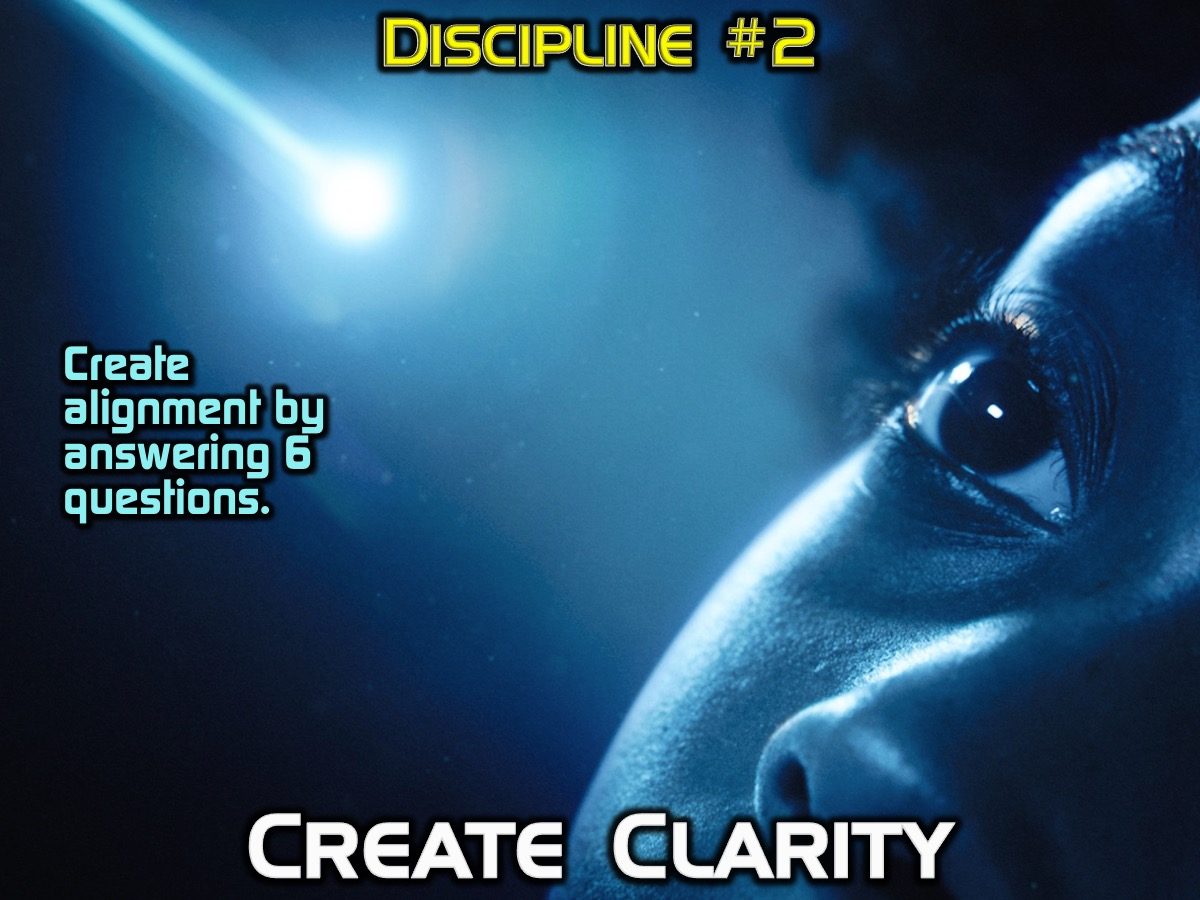 Discipline #2
Create
alignment by
answering 6
questions.
Create Clarity